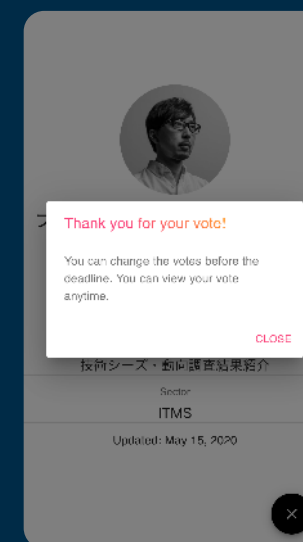 Thank you for your vote!
You can change the votes before the
deadline. You can view your vote
anytime.
CLOSE
技術シーズ・動向調査結果紹介
Sector
ITMS
Updated: May 15, 2020